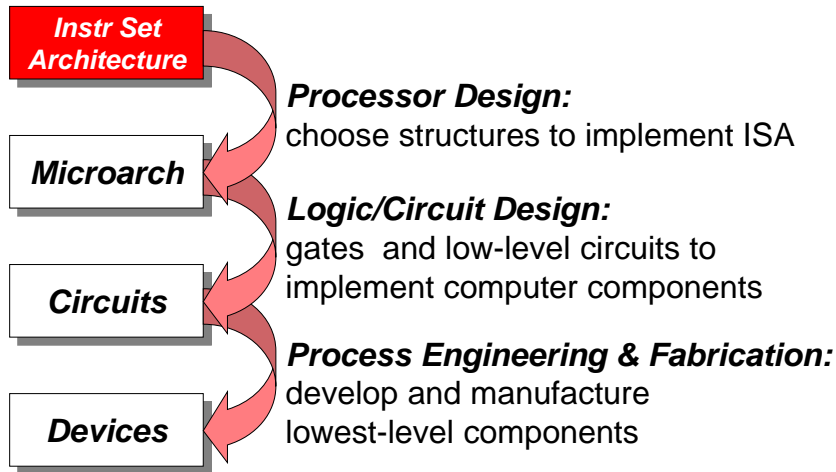 Instr Set
Architecture
Processor Design:
choose structures to implement ISA
Microarch
Logic/Circuit Design:
gates and low-level circuits to
implement computer components
Circuits
Process Engineering & Fabrication:
develop and manufacture
lowest-level components
Devices